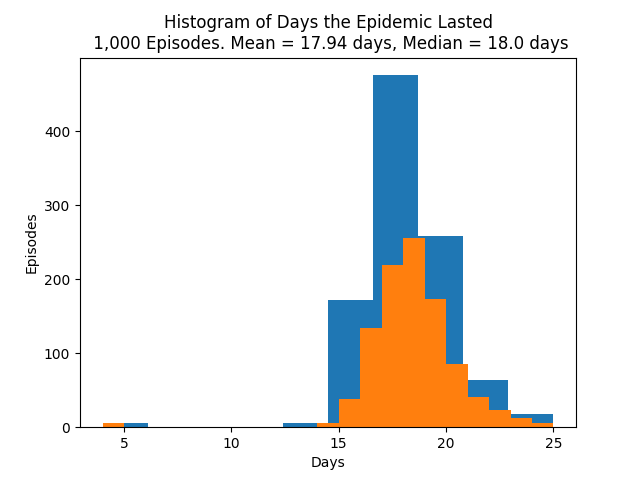 Histogram of Days the Epidemic Lasted
1,000 Episodes. Mean = 17.94 days, Median = 18.0 days
Episodes
400
300
200
100
0
5
10
15
20
25
Days